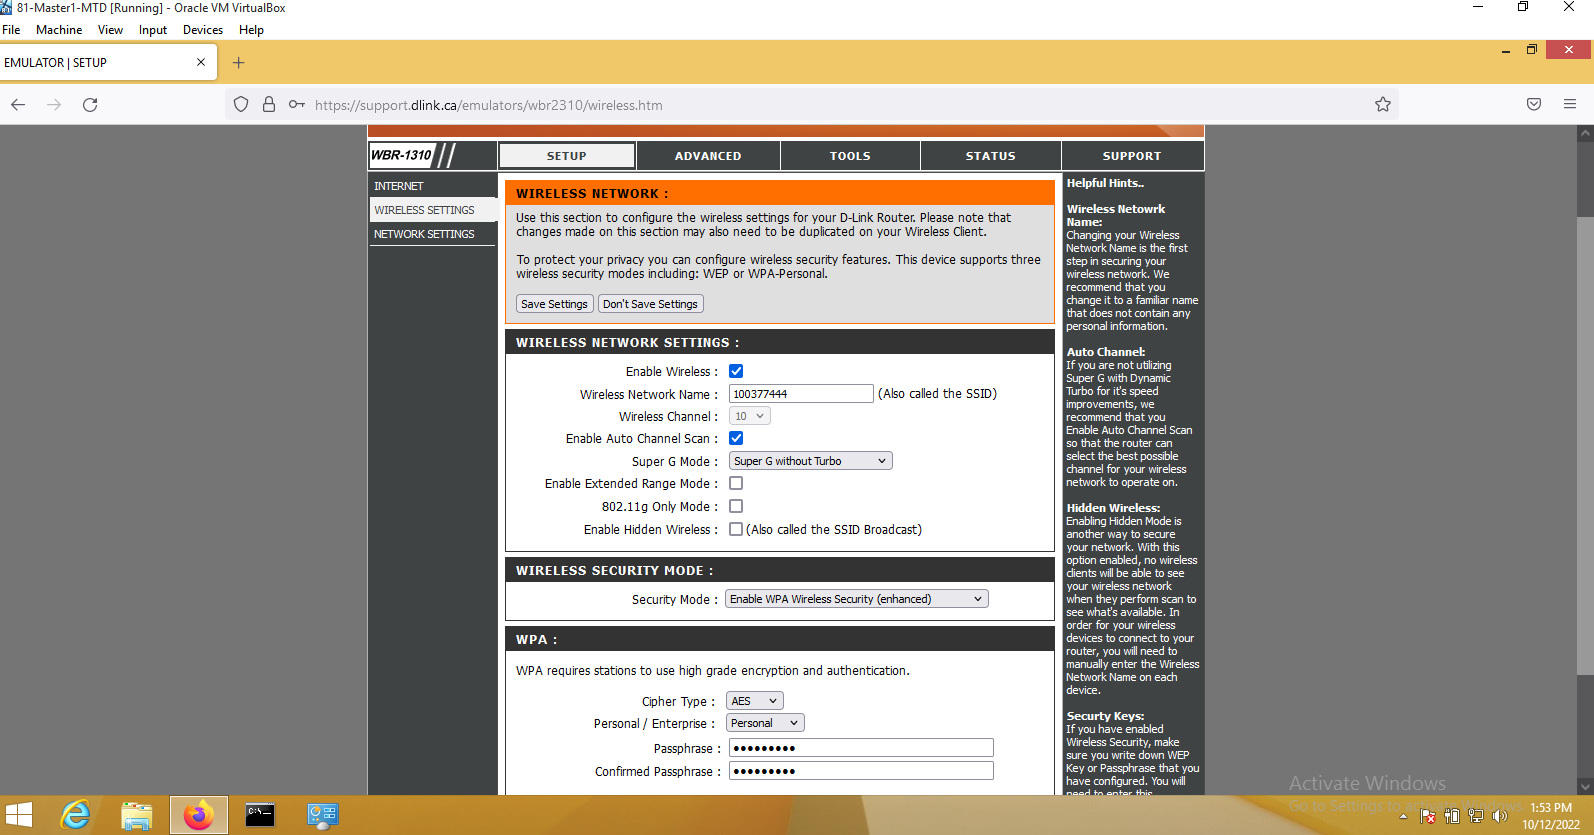 81-Master1-MTD [Running] - Oracle VM VirtualBox
File Machine View Input Devices Help
EMULATOR | SETUP
https://support.dlink.ca/emulators/wbr2310/wireless.htm
WBR-1310
SETUP
ADVANCED
TOOLS
STATUS
SUPPORT
INTERNET
WIRELESS SETTINGS
NETWORK SETTINGS
WIRELESS NETWORK :
Use this section to configure the wireless settings for your D-Link Router. Please note that
changes made on this section may also need to be duplicated on your Wireless Client.
To protect your privacy you can configure wireless security features. This device supports three
wireless security modes including: WEP or WPA-Personal.
Save Settings Don't Save Settings
WIRELESS NETWORK SETTINGS :
Enable Wireless :
Wireless Network Name : 100377444 (Also called the SSID)
Wireless Channel : 10
Enable Auto Channel Scan :
Super G Mode : Super G without Turbo
Enable Extended Range Mode :
802.11g Only Mode :
Enable Hidden Wireless : (Also called the SSID Broadcast)
WIRELESS SECURITY MODE :
Security Mode : Enable WPA Wireless Security (enhanced)
WPA :
WPA requires stations to use high grade encryption and authentication.
Cipher Type : AES
Personal / Enterprise : Personal
Passphrase : •••••••••
Confirmed Passphrase : •••••••••
Helpful Hints..
Wireless Netowrk
Name:
Changing your Wireless
Network Name is the first
step in securing your
wireless network. We
recommend that you
change it to a familiar name
that does not contain any
personal information.
Auto Channel:
If you are not utilizing
Super G with Dynamic
Turbo for it's speed
improvements, we
recommend that you
Enable Auto Channel Scan
so that the router can
select the best possible
channel for your wireless
network to operate on.
Hidden Wireless:
Enabling Hidden Mode is
another way to secure
your network. With this
option enabled, no wireless
clients will be able to see
your wireless network
when they perform scan to
see what's available. In
order for your wireless
devices to connect to your
router, you will need to
manually enter the Wireless
Network Name on each
device.
Securty Keys:
If you have enabled
Wireless Security, make
sure you write down WEP
Key or Passphrase that you
have configured. You will
need to enter this
Activate Windows
Go to Settings to activate Windows.
1:53 PM
10/12/2022